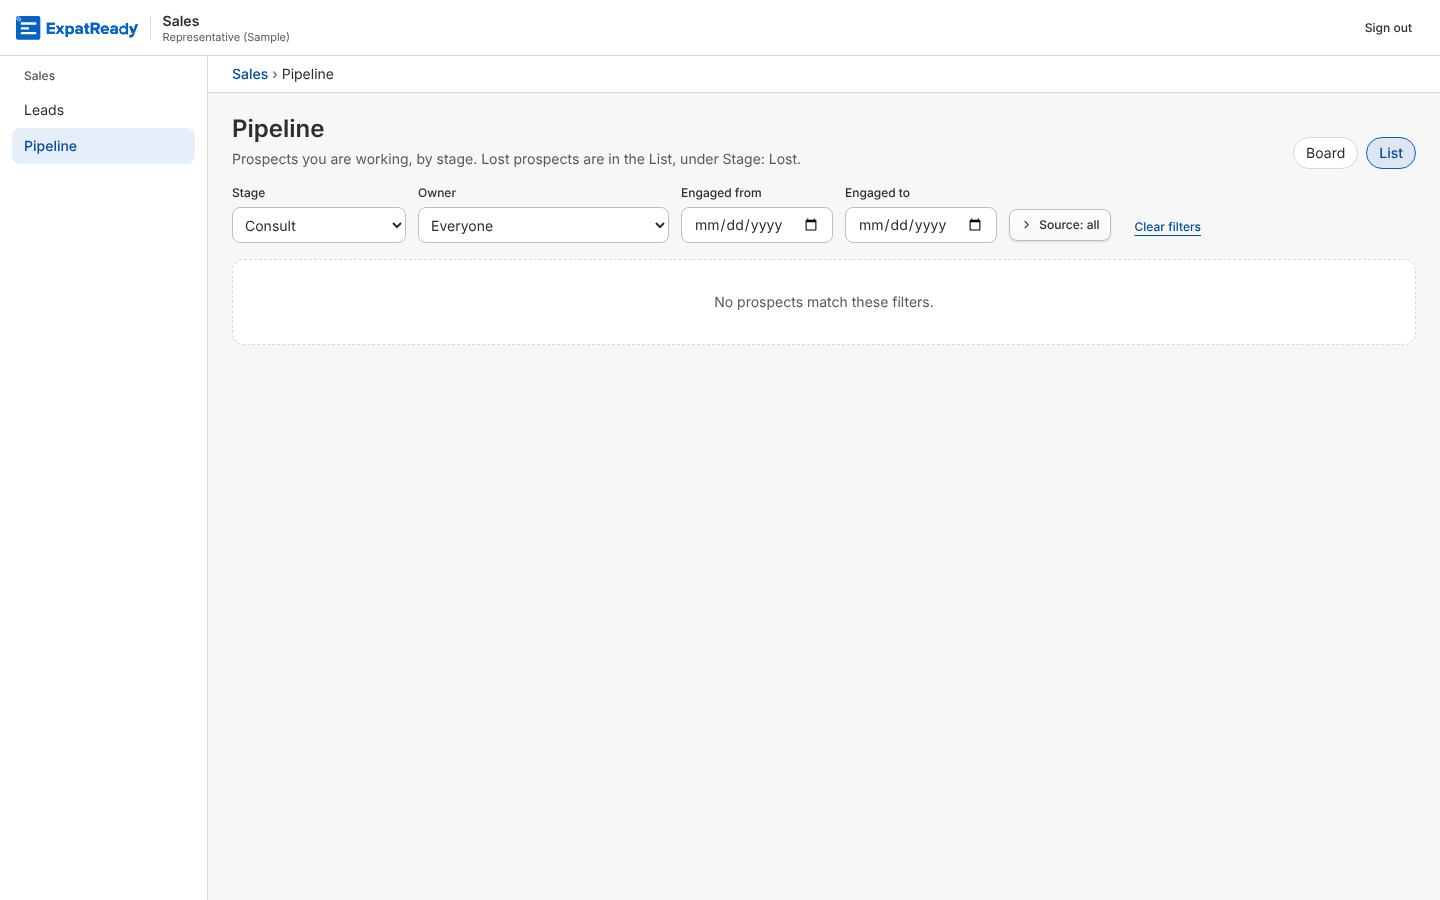 ExpatReady
Sales
Representative (Sample)
Sign out
Sales
Leads
Pipeline
Sales › Pipeline
Pipeline
Prospects you are working, by stage. Lost prospects are in the List, under Stage: Lost.
Board
List
Stage
Owner
Engaged from
Engaged to
Consult
Everyone
mm/dd/yyyy
mm/dd/yyyy
Source: all
Clear filters
No prospects match these filters.